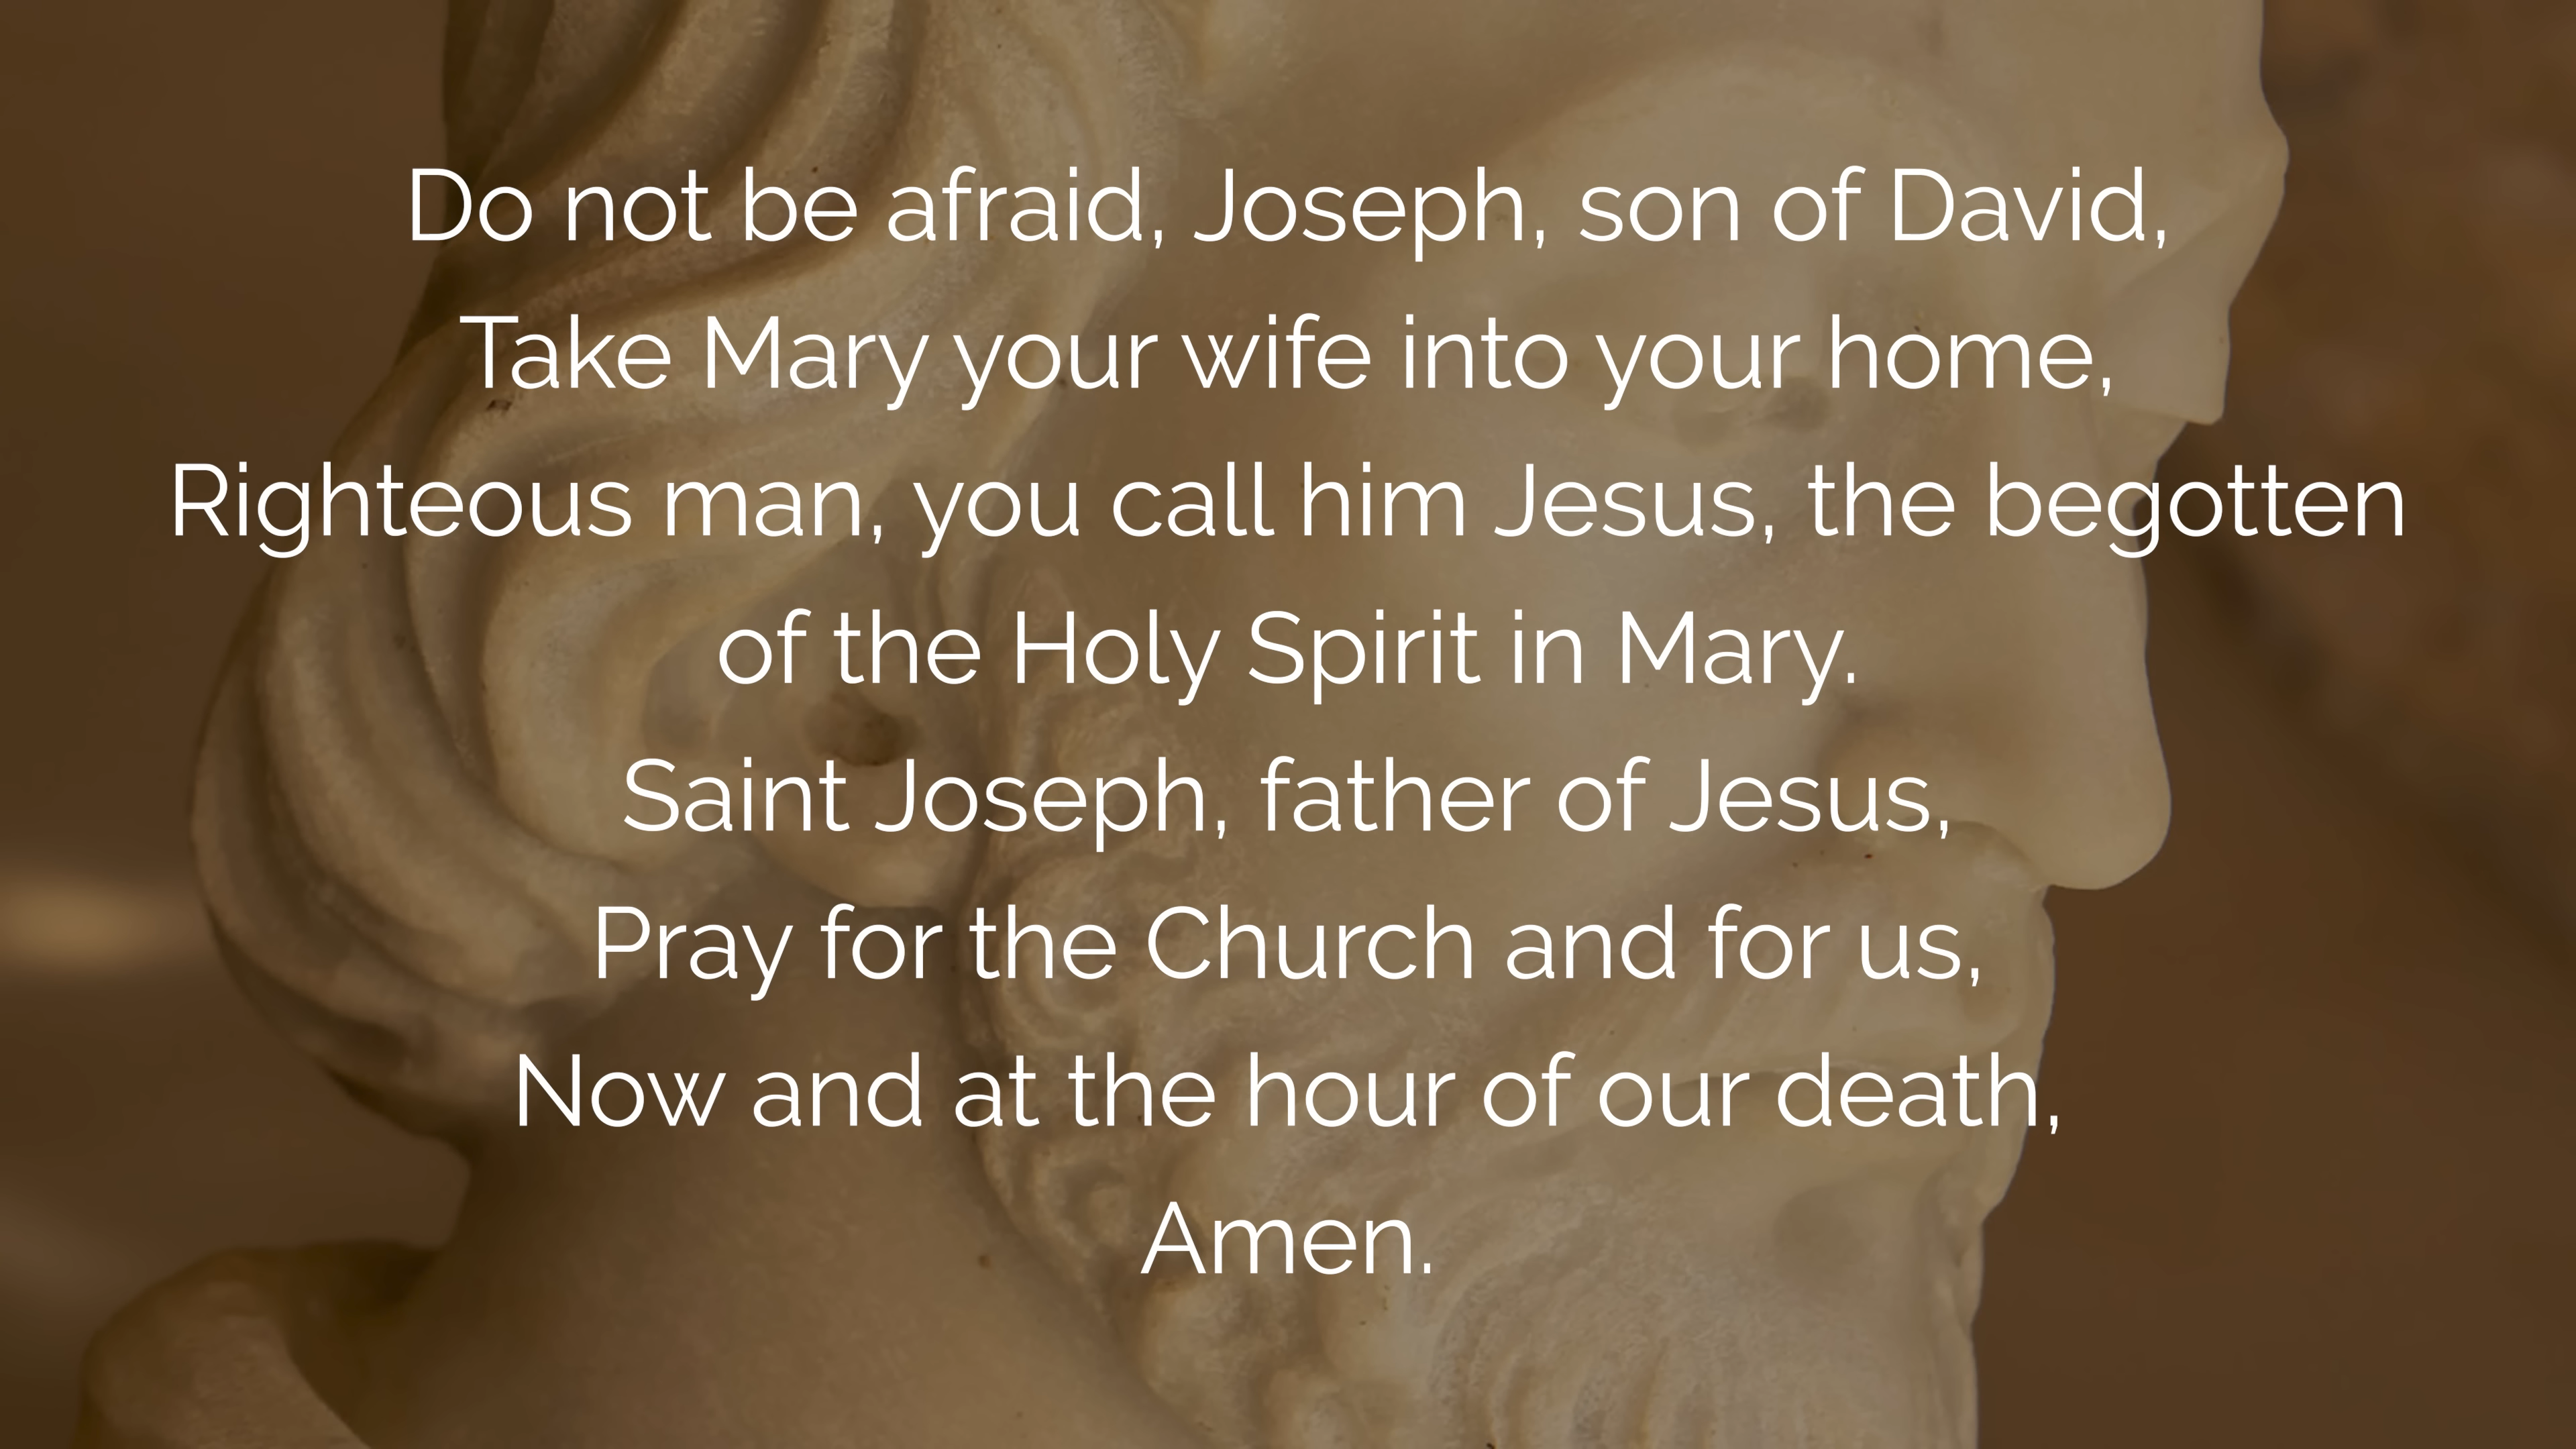 Do not be afraid, Joseph, son of David,
Take Mary your wife into your home,
Righteous man, you call him Jesus, the begotten
of the Holy Spirit in Mary.
Saint Joseph, father of Jesus,
Pray for the Church and for us,
Now and at the hour of our death,
Amen.